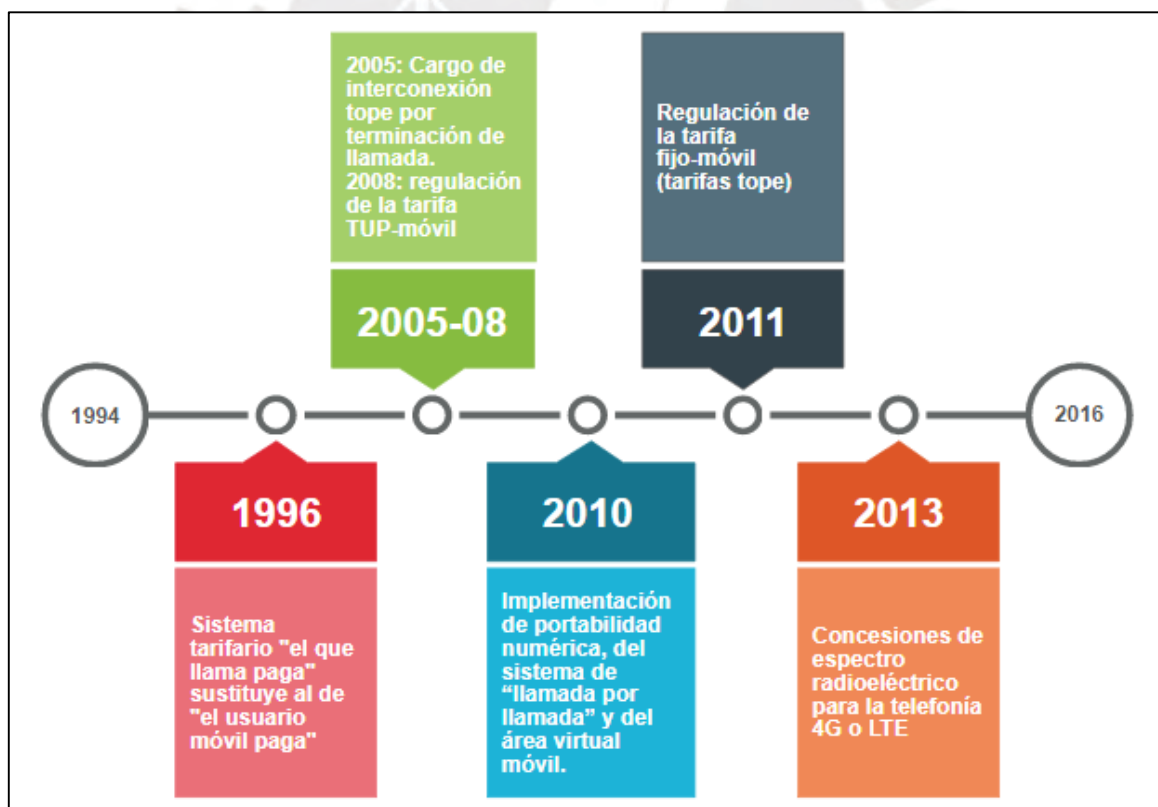 2005: Cargo de
interconexión
tope por
terminación de
llamada.
2008: regulación
de la tarifa
TUP-móvil
Regulación de
la tarifa
fijo-móvil
(tarifas tope)
2005-08
2011
1994
2016
1996
2010
2013
Sistema
tarifario "el que
llama paga"
sustituye al de
"el usuario
móvil paga"
Implementación
de portabilidad
numérica, del
sistema de
“llamada por
llamada” y del
área virtual
móvil.
Concesiones de
espectro
radioeléctrico
para la telefonía
4G o LTE